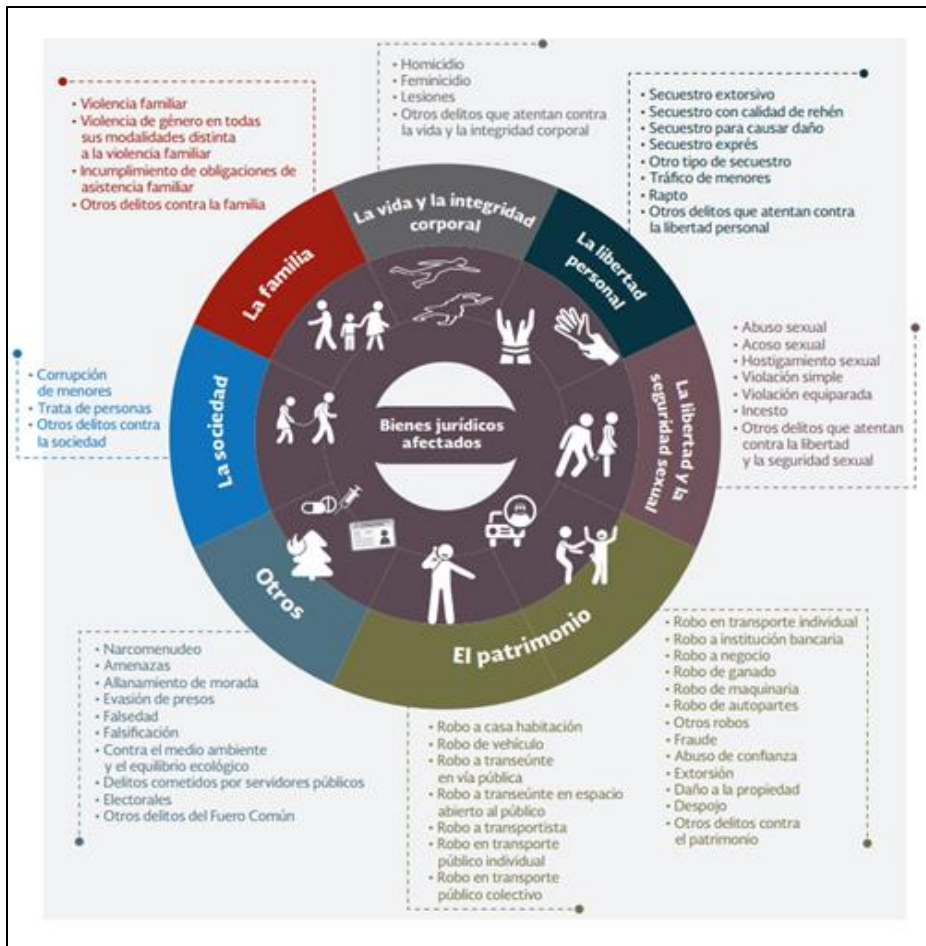 • Homicidio
• Feminicidio
• Lesiones
• Otros delitos que atentan contra
la vida y la integridad corporal
• Violencia familiar
• Violencia de género en todas
sus modalidades distinta
a la violencia familiar
• Incumplimiento de obligaciones de
asistencia familiar
• Otros delitos contra la familia
• Secuestro extorsivo
• Secuestro con calidad de rehén
• Secuestro para causar daño
• Secuestro exprés
• Otro tipo de secuestro
• Tráfico de menores
• Rapto
• Otros delitos que atentan contra
la libertad personal
La vida y la integridad
corporal
La familia
La libertad
personal
• Corrupción
de menores
• Trata de personas
• Otros delitos contra
la sociedad
La sociedad
Bienes jurídicos
afectados
La libertad y la
seguridad sexual
• Abuso sexual
• Acoso sexual
• Hostigamiento sexual
• Violación simple
• Violación equiparada
• Incesto
• Otros delitos que atentan
contra la libertad
y la seguridad sexual
Otros
El patrimonio
• Narcomenudeo
• Amenazas
• Allanamiento de morada
• Evasión de presos
• Falsedad
• Falsificación
• Contra el medio ambiente
y el equilibrio ecológico
• Delitos cometidos por servidores públicos
• Electorales
• Otros delitos del Fuero Común
• Robo a casa habitación
• Robo de vehículo
• Robo a transeúnte
en vía pública
• Robo a transeúnte en espacio
abierto al público
• Robo a transportista
• Robo en transporte
público individual
• Robo en transporte
público colectivo
• Robo en transporte individual
• Robo a institución bancaria
• Robo a negocio
• Robo de ganado
• Robo de maquinaria
• Robo de autopartes
• Otros robos
• Fraude
• Abuso de confianza
• Extorsión
• Daño a la propiedad
• Despojo
• Otros delitos contra
el patrimonio